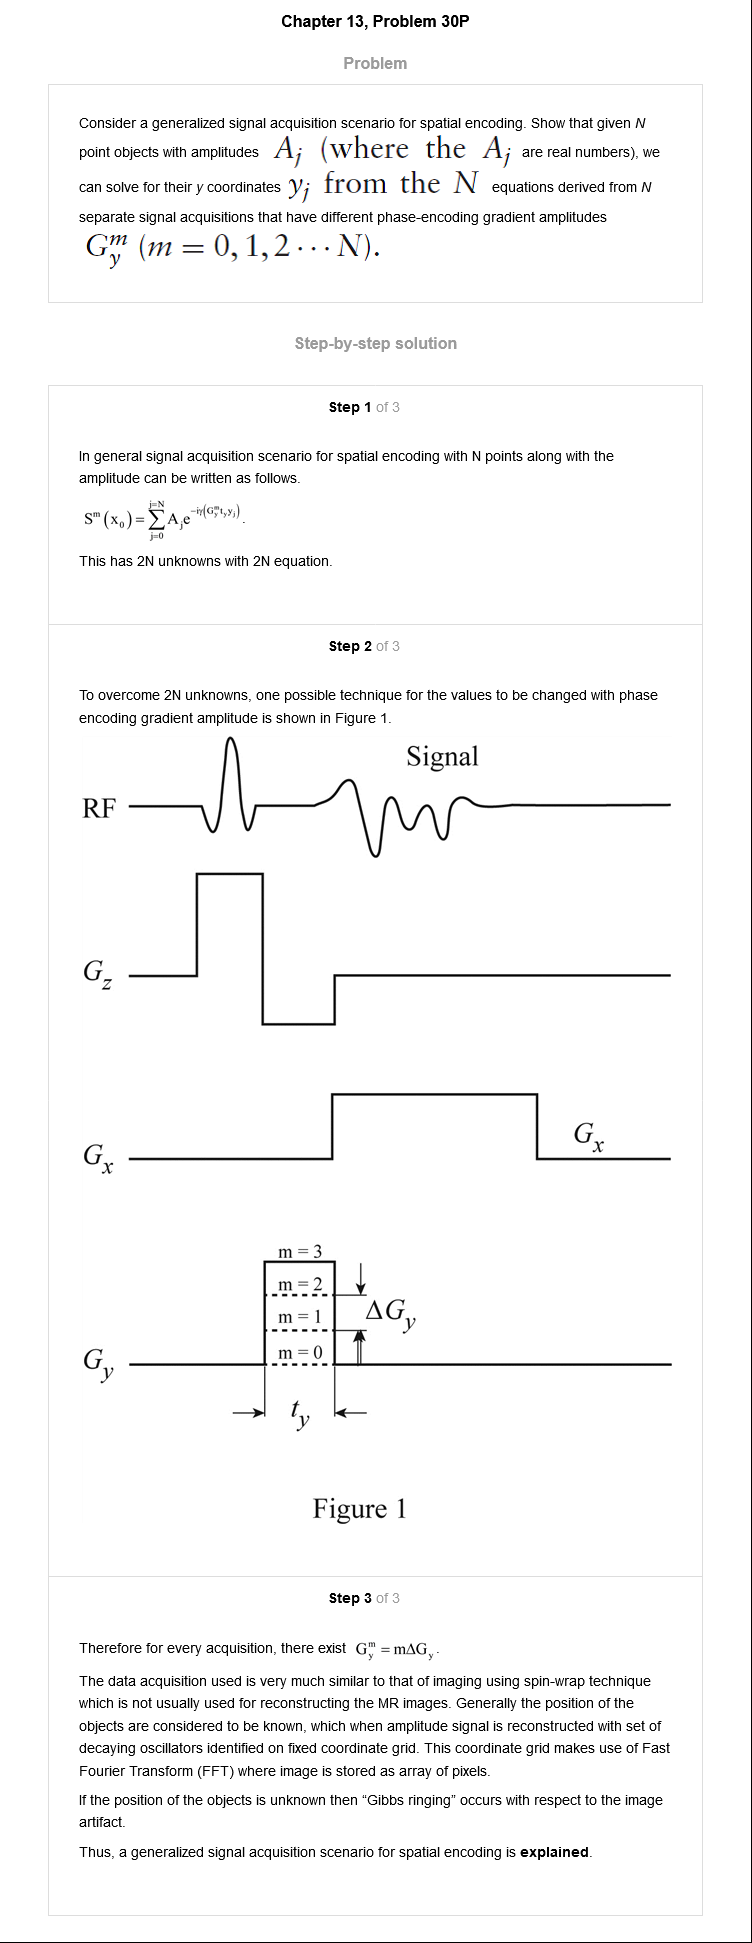 Chapter 13, Problem 30P
Problem
Consider a generalized signal acquisition scenario for spatial encoding. Show that given N
point objects with amplitudes A_j (where the A_j are real numbers), we
can solve for their y coordinates y_j from the N equations derived from N
separate signal acquisitions that have different phase-encoding gradient amplitudes
G_y^m (m = 0, 1, 2 ··· N).
Step-by-step solution
Step 1 of 3
In general signal acquisition scenario for spatial encoding with N points along with the
amplitude can be written as follows.
S^m (x_0) = ∑_{j=0}^{j=N} A_j e^{-iγ(G_y^m t_y y_j)}.
This has 2N unknowns with 2N equation.
Step 2 of 3
To overcome 2N unknowns, one possible technique for the values to be changed with phase
encoding gradient amplitude is shown in Figure 1.
Signal
RF
G_z
G_x
G_x
m = 3
m = 2
m = 1
m = 0
ΔG_y
G_y
t_y
Figure 1
Step 3 of 3
Therefore for every acquisition, there exist G_y^m = mΔG_y.
The data acquisition used is very much similar to that of imaging using spin-wrap technique
which is not usually used for reconstructing the MR images. Generally the position of the
objects are considered to be known, which when amplitude signal is reconstructed with set of
decaying oscillators identified on fixed coordinate grid. This coordinate grid makes use of Fast
Fourier Transform (FFT) where image is stored as array of pixels.
If the position of the objects is unknown then “Gibbs ringing” occurs with respect to the image
artifact.
Thus, a generalized signal acquisition scenario for spatial encoding is explained.